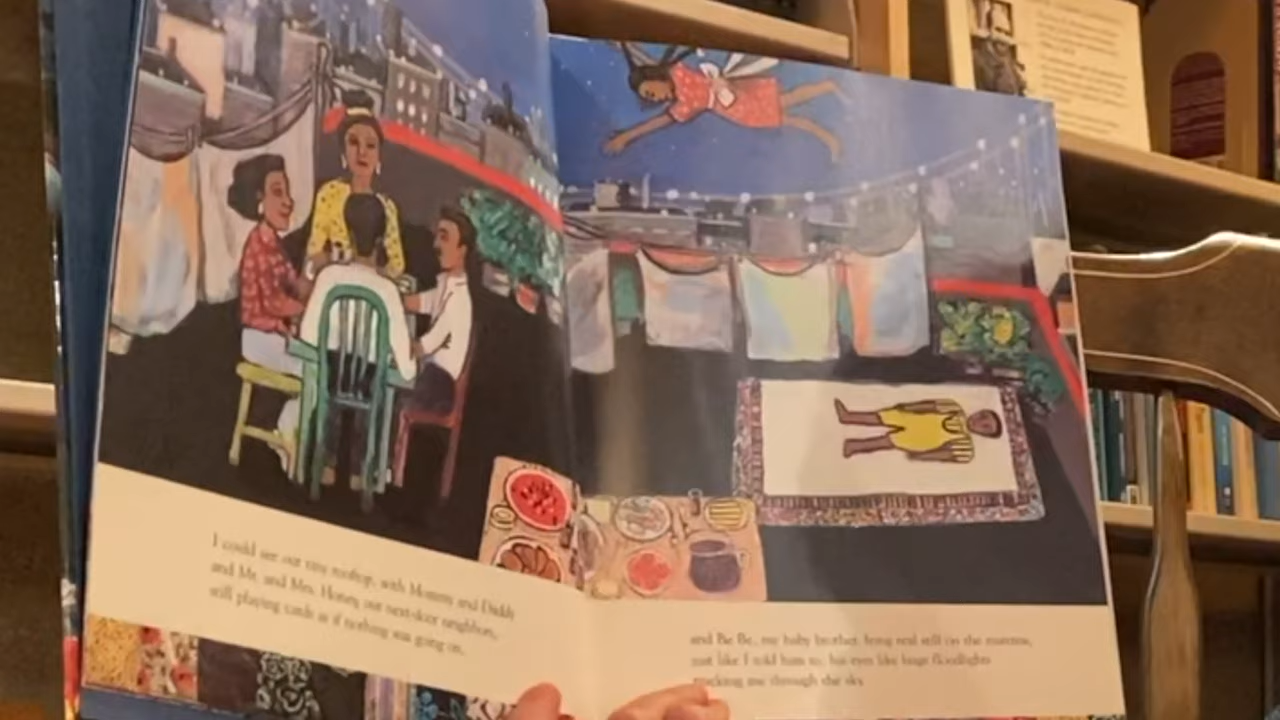 I could see our tiny rooftop, with Mommy and Daddy
and Mr. and Mrs. Honey, our next-door neighbors,
still playing cards as if nothing was going on,
and Be Be, my baby brother, lying real still on the mattress,
just like I told him to, his eyes like huge floodlights
tracking me through the sky.